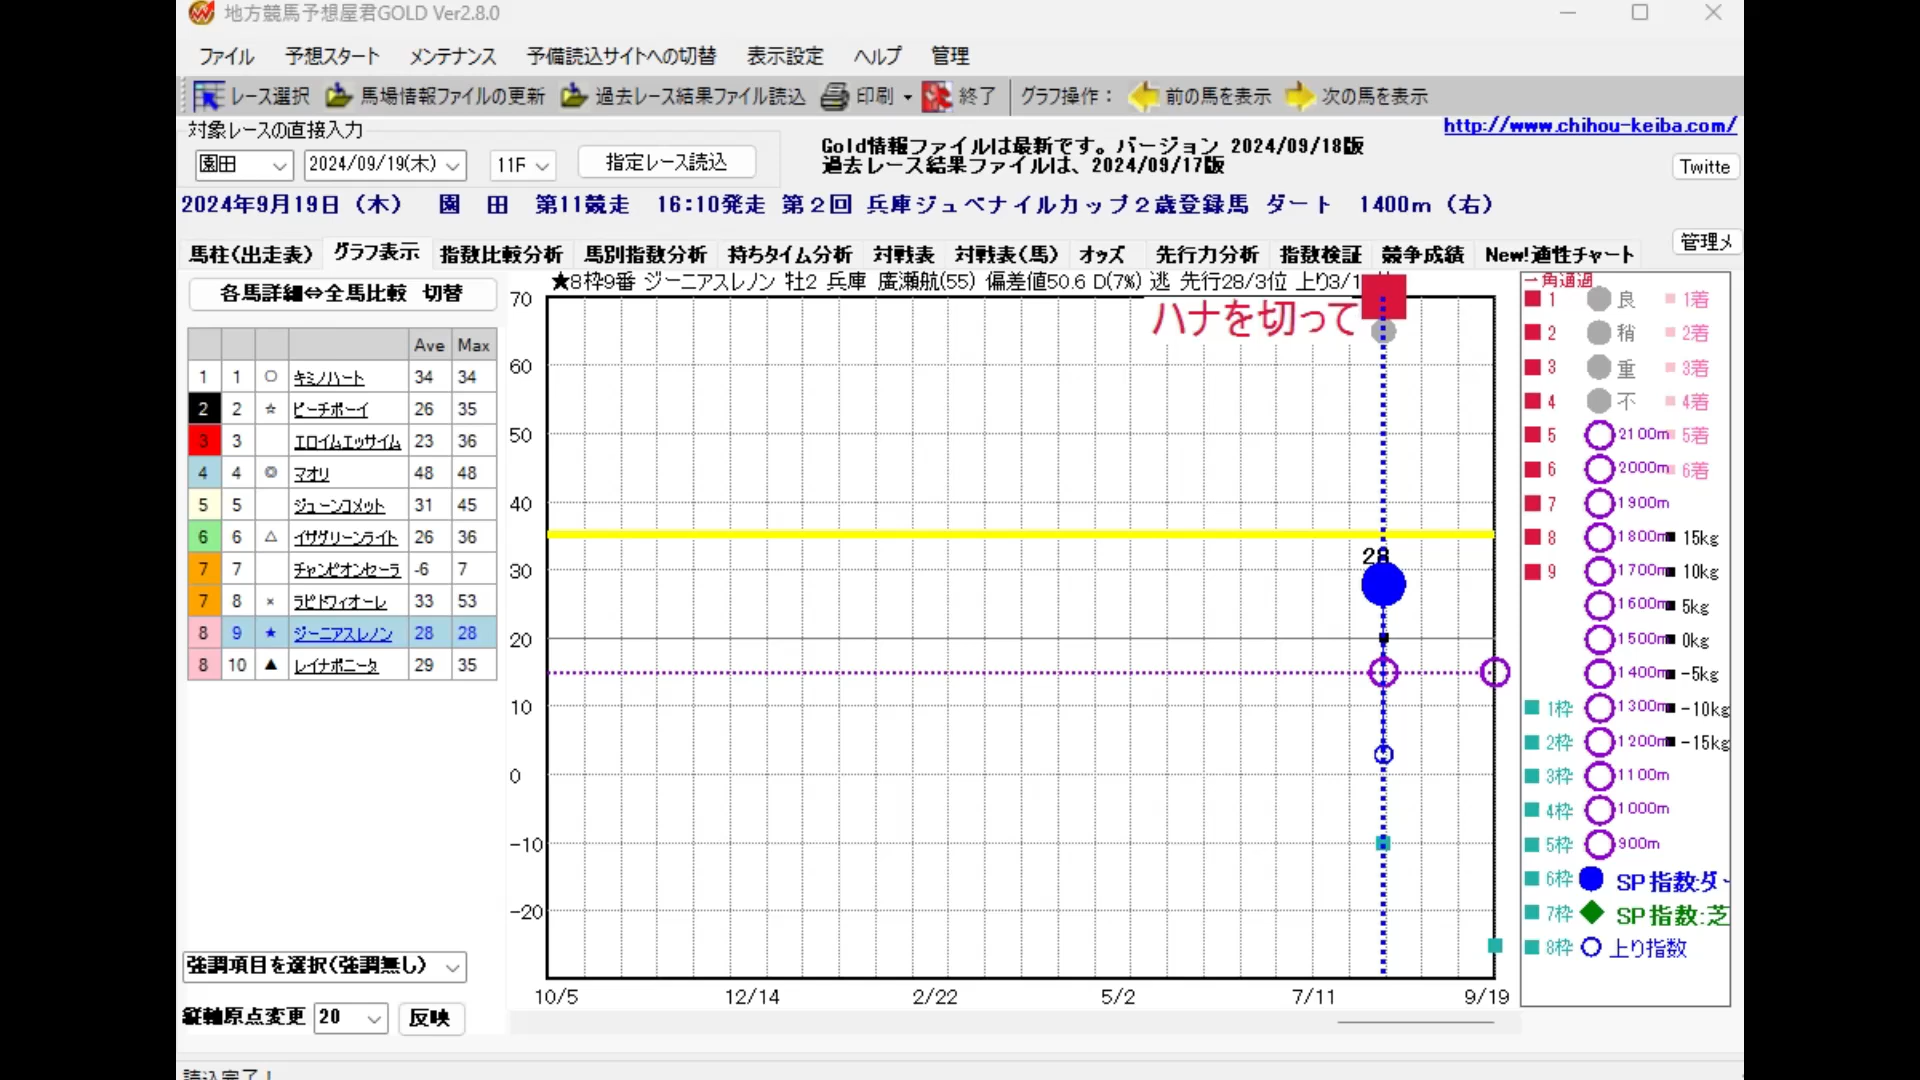 地方競馬予想屋君GOLD Ver2.8.0
ファイル 予想スタート メンテナンス 予備読込サイトへの切替 表示設定 ヘルプ 管理
レース選択 馬場情報ファイルの更新 過去レース結果ファイル読込 印刷 終了 グラフ操作： 前の馬を表示 次の馬を表示
対象レースの直接入力
http://www.chihou-keiba.com/
園田 2024/09/19(木) 11F 指定レース読込
Gold情報ファイルは最新です。バージョン 2024/09/18版
過去レース結果ファイルは、2024/09/17版
Twitte
2024年9月19日（木） 園 田 第11競走 16:10発走 第２回 兵庫ジュベナイルカップ２歳登録馬 ダート 1400m（右）
管理メ
馬柱(出走表) グラフ表示 指数比較分析 馬別指数分析 持ちタイム分析 対戦表 対戦表(馬) オッズ 先行力分析 指数検証 競争成績 New!適性チャート
各馬詳細⇔全馬比較 切替
★8枠9番 ジーニアスレノン 牡2 兵庫 廣瀬航(55) 偏差値50.6 D(7%) 逃 先行28/3位 上り3/1
ハナを切って
Ave Max
1 1 ○ キミノハート 34 34
2 2 ☆ ピーチボーイ 26 35
3 3 エロイムエッサイム 23 36
4 4 ◎ マオリ 48 48
5 5 ジューンコメット 31 45
6 6 △ イサグリーンライト 26 36
7 7 チャンピオンセーラ -6 7
7 8 × ラピドフィオーレ 33 53
8 9 ★ ジーニアスレノン 28 28
8 10 ▲ レイナボニータ 29 35
70
60
50
40
30
20
10
0
-10
-20
28
10/5 12/14 2/22 5/2 7/11 9/19
一角通過
1 良 1着
2 稍 2着
3 重 3着
4 不 4着
5 2100m 5着
6 2000m 6着
7 1900m
8 1800m 15kg
9 1700m 10kg
1600m 5kg
1500m 0kg
1400m -5kg
1枠 1300m -10kg
2枠 1200m -15kg
3枠 1100m
4枠 1000m
5枠 900m
6枠 SP指数:ダ
7枠 SP指数:芝
8枠 上り指数
強調項目を選択(強調無し)
縦軸原点変更 20 反映
読込完了！